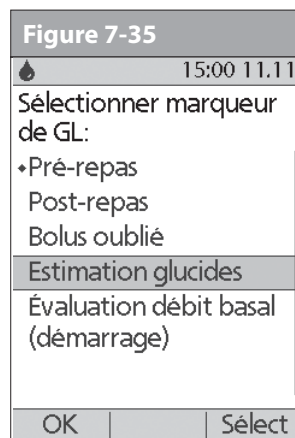 Figure 7-35
15:00 11.11
Sélectionner marqueur
de GL:
Pré-repas
Post-repas
Bolus oublié
Estimation glucides
Évaluation débit basal
(démarrage)
OK Sélect